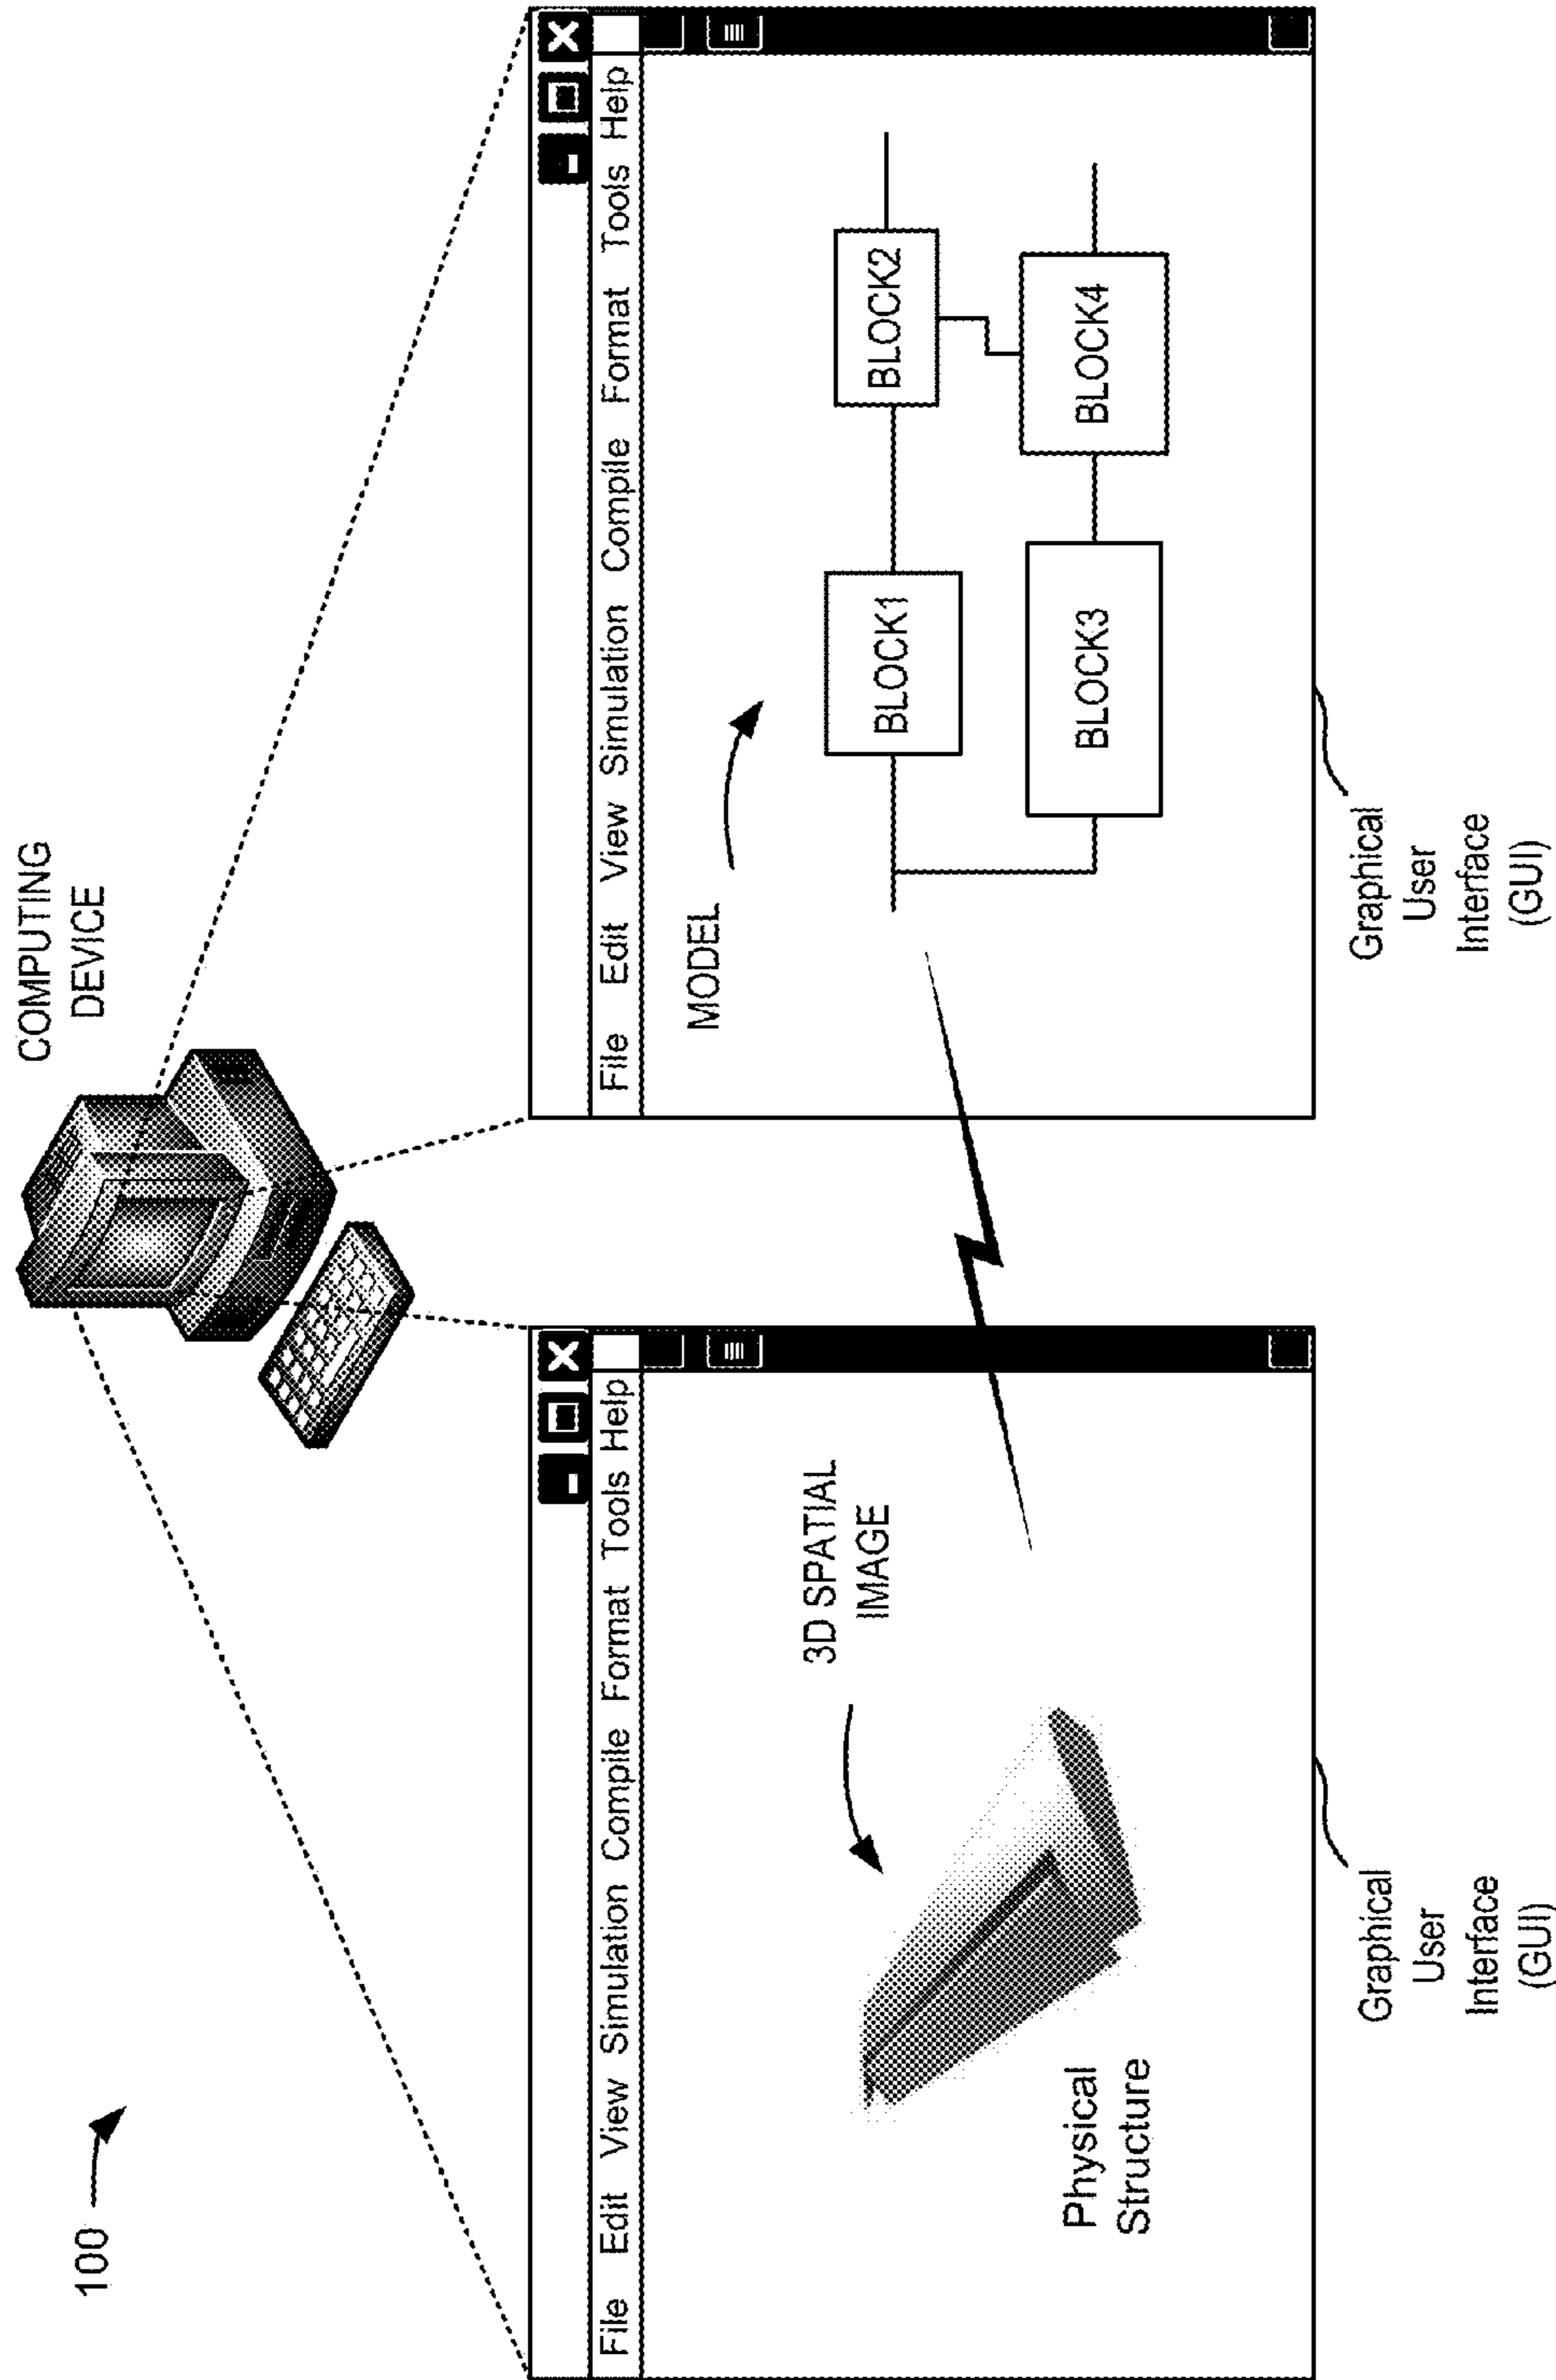 100
COMPUTING
DEVICE
File Edit View Simulation Compile Format Tools Help
3D SPATIAL
IMAGE
Physical
Structure
Graphical
User
Interface
(GUI)
File Edit View Simulation Compile Format Tools Help
MODEL
BLOCK1
BLOCK2
BLOCK3
BLOCK4
Graphical
User
Interface
(GUI)